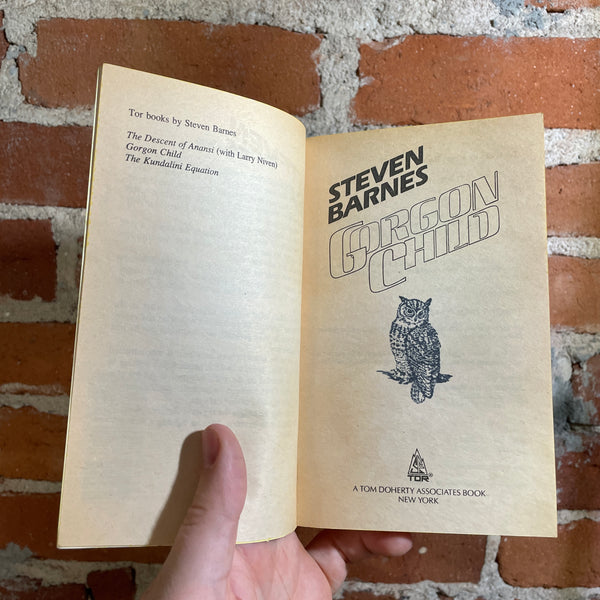 Tor books by Steven Barnes
The Descent of Anansi (with Larry Niven)
Gorgon Child
The Kundalini Equation
STEVEN
BARNES
GORGON
CHILD
TOR®
A TOM DOHERTY ASSOCIATES BOOK
NEW YORK